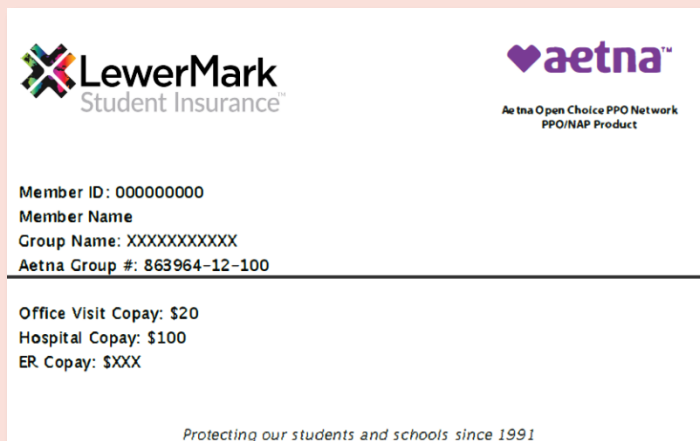 LewerMark
Student Insurance™
aetna™
Aetna Open Choice PPO Network
PPO/NAP Product
Member ID: 000000000
Member Name
Group Name: XXXXXXXXXXX
Aetna Group #: 863964-12-100
Office Visit Copay: $20
Hospital Copay: $100
ER Copay: $XXX
Protecting our students and schools since 1991